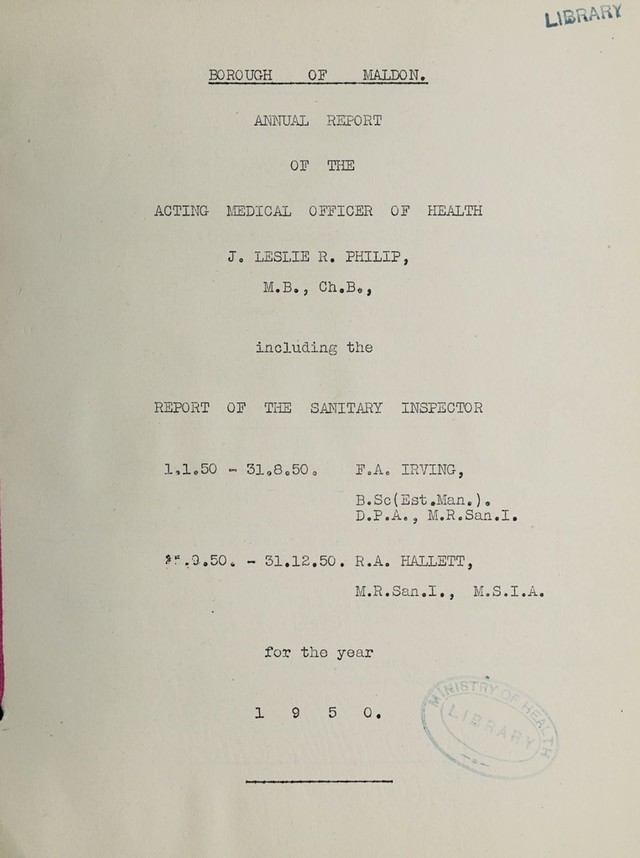 LIBRARY
BOROUGH OF MALDON.
ANNUAL REPORT
OF THE
ACTING MEDICAL OFFICER OF HEALTH
J. LESLIE R. PHILIP,
M.B., Ch.B.,
including the
REPORT OF THE SANITARY INSPECTOR
1.1.50 - 31.8.50. F.A. IRVING,
B.Sc(Est.Man.).
D.P.A., M.R.San.I.
.9.50. - 31.12.50. R.A. HALLETT,
M.R.San.I., M.S.I.A.
for the year
1 9 5 0.
MINISTRY OF HEALTH
LIBRARY